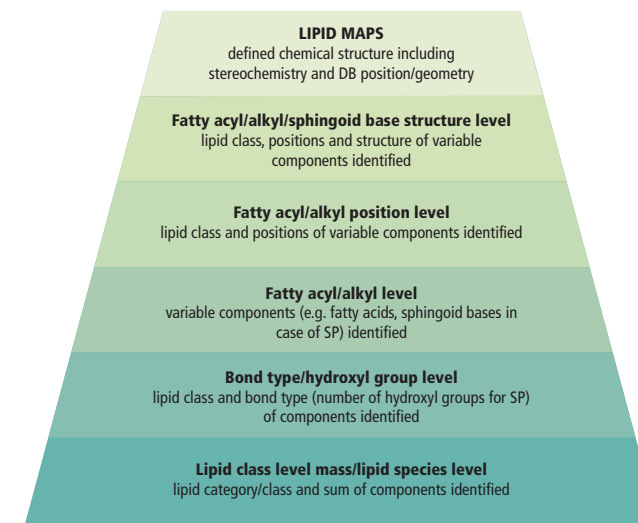 LIPID MAPS
defined chemical structure including
stereochemistry and DB position/geometry
Fatty acyl/alkyl/sphingoid base structure level
lipid class, positions and structure of variable
components identified
Fatty acyl/alkyl position level
lipid class and positions of variable components identified
Fatty acyl/alkyl level
variable components (e.g. fatty acids, sphingoid bases in
case of SP) identified
Bond type/hydroxyl group level
lipid class and bond type (number of hydroxyl groups for SP)
of components identified
Lipid class level mass/lipid species level
lipid category/class and sum of components identified